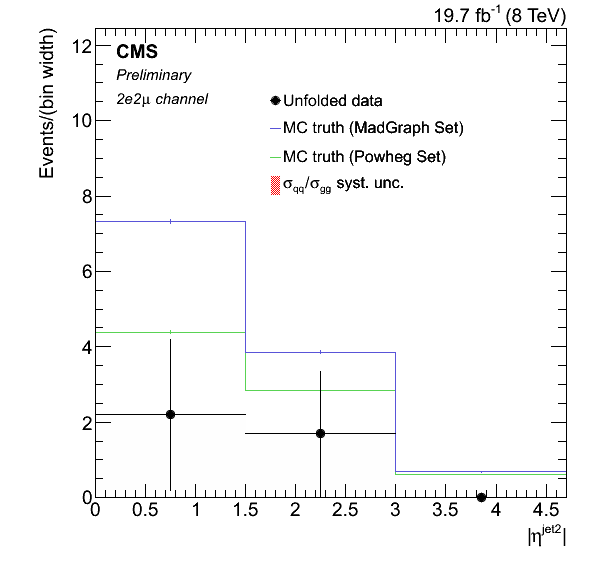 19.7 fb⁻¹ (8 TeV)
CMS
Preliminary
2e2μ channel
Unfolded data
MC truth (MadGraph Set)
MC truth (Powheg Set)
σqq/σgg syst. unc.
Events/(bin width)
12
10
8
6
4
2
0
0 0.5 1 1.5 2 2.5 3 3.5 4 4.5
|η^jet2|